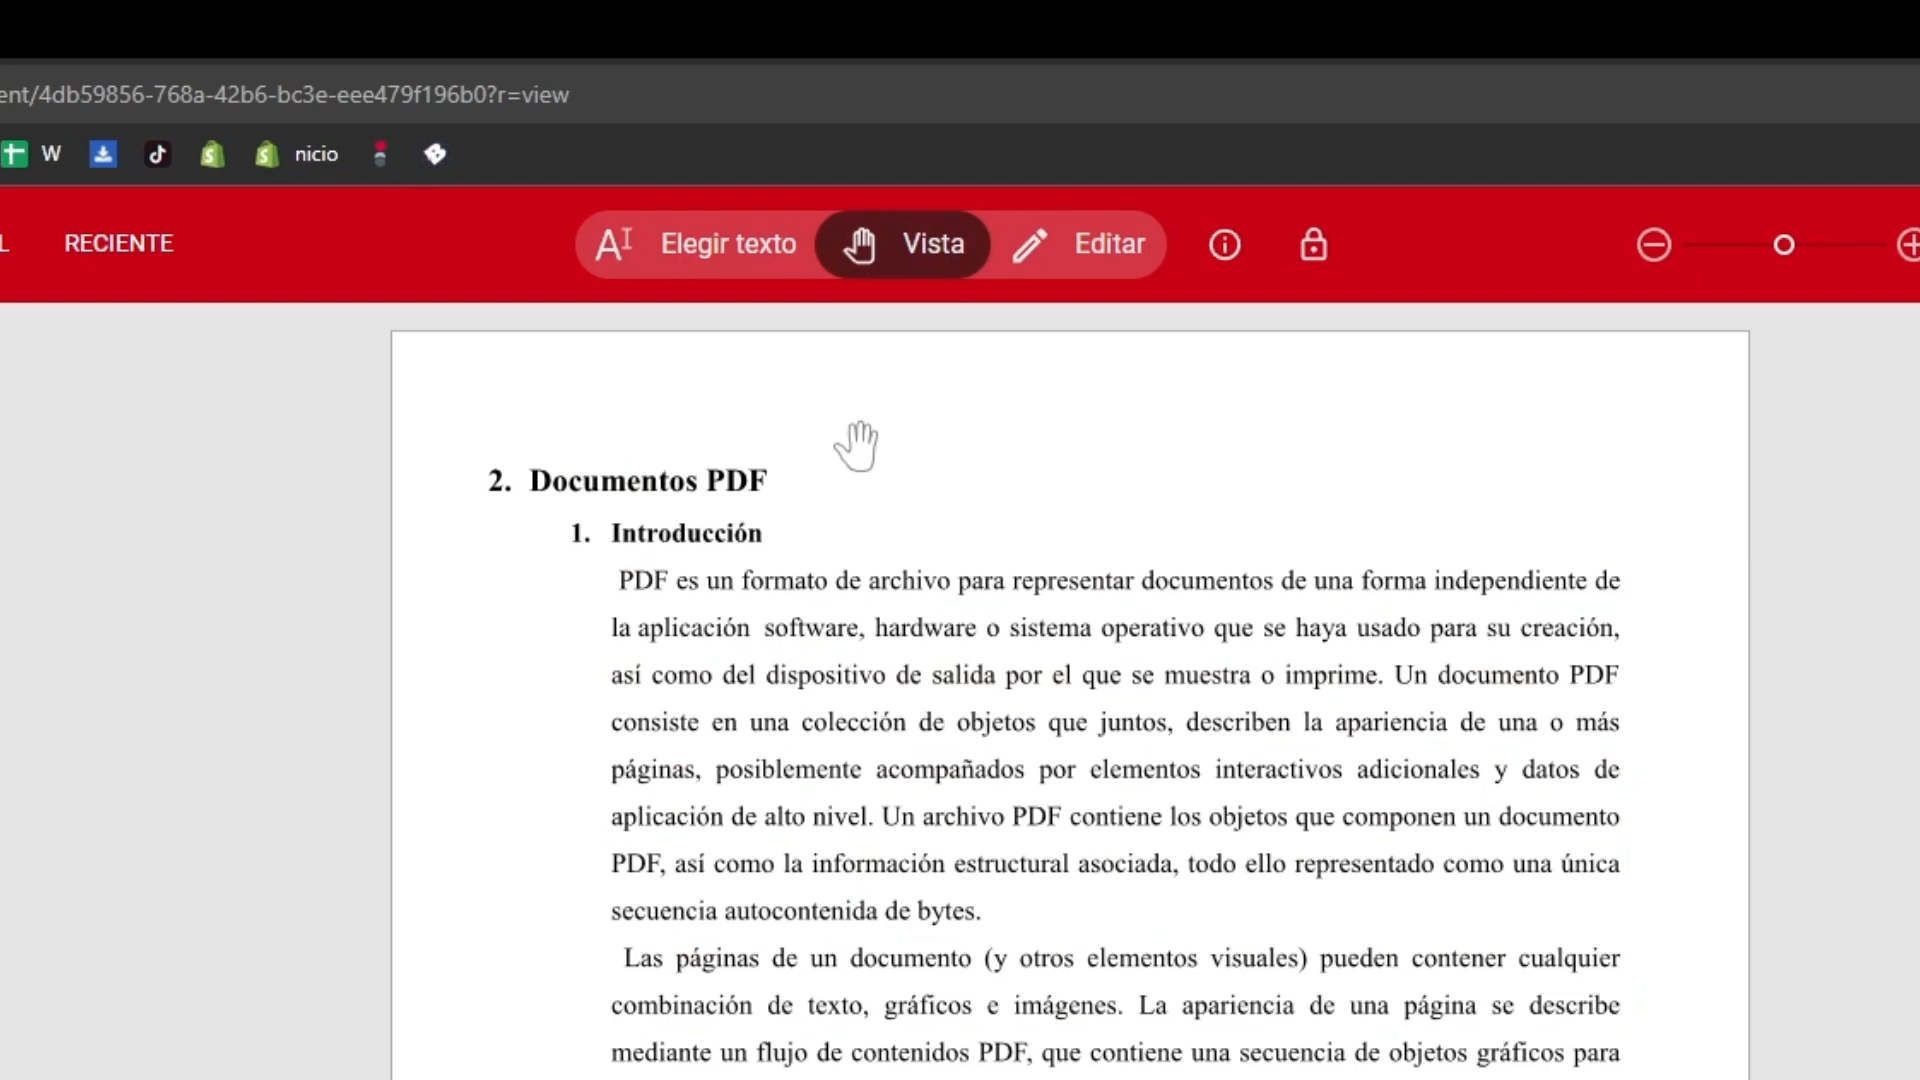 ent/4db59856-768a-42b6-bc3e-eee479f196b0?r=view
W nicio
L RECIENTE Elegir texto Vista Editar
2. Documentos PDF
1. Introducción
PDF es un formato de archivo para representar documentos de una forma independiente de
la aplicación software, hardware o sistema operativo que se haya usado para su creación,
así como del dispositivo de salida por el que se muestra o imprime. Un documento PDF
consiste en una colección de objetos que juntos, describen la apariencia de una o más
páginas, posiblemente acompañados por elementos interactivos adicionales y datos de
aplicación de alto nivel. Un archivo PDF contiene los objetos que componen un documento
PDF, así como la información estructural asociada, todo ello representado como una única
secuencia autocontenida de bytes.
Las páginas de un documento (y otros elementos visuales) pueden contener cualquier
combinación de texto, gráficos e imágenes. La apariencia de una página se describe
mediante un flujo de contenidos PDF, que contiene una secuencia de objetos gráficos para